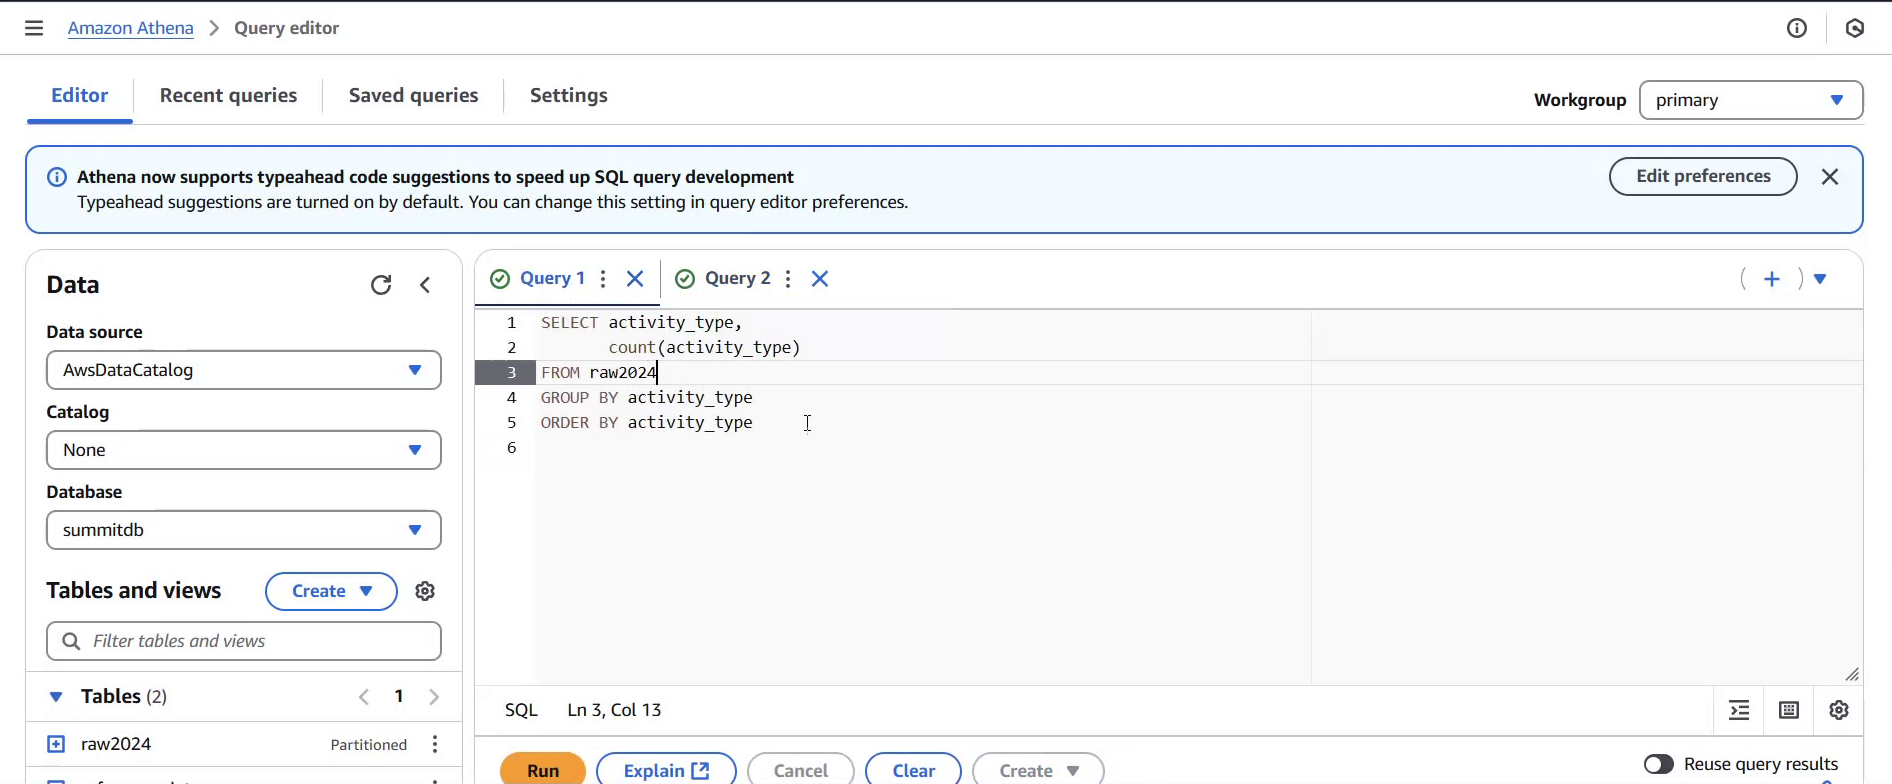 Amazon Athena > Query editor
Editor Recent queries Saved queries Settings Workgroup primary
Athena now supports typeahead code suggestions to speed up SQL query development
Typeahead suggestions are turned on by default. You can change this setting in query editor preferences.
Edit preferences
Data
Data source
AwsDataCatalog
Catalog
None
Database
summitdb
Tables and views Create
Filter tables and views
Tables (2) < 1 >
raw2024 Partitioned
Query 1 Query 2
1 SELECT activity_type,
2 count(activity_type)
3 FROM raw2024
4 GROUP BY activity_type
5 ORDER BY activity_type
6
SQL Ln 3, Col 13
Run Explain Cancel Clear Create Reuse query results